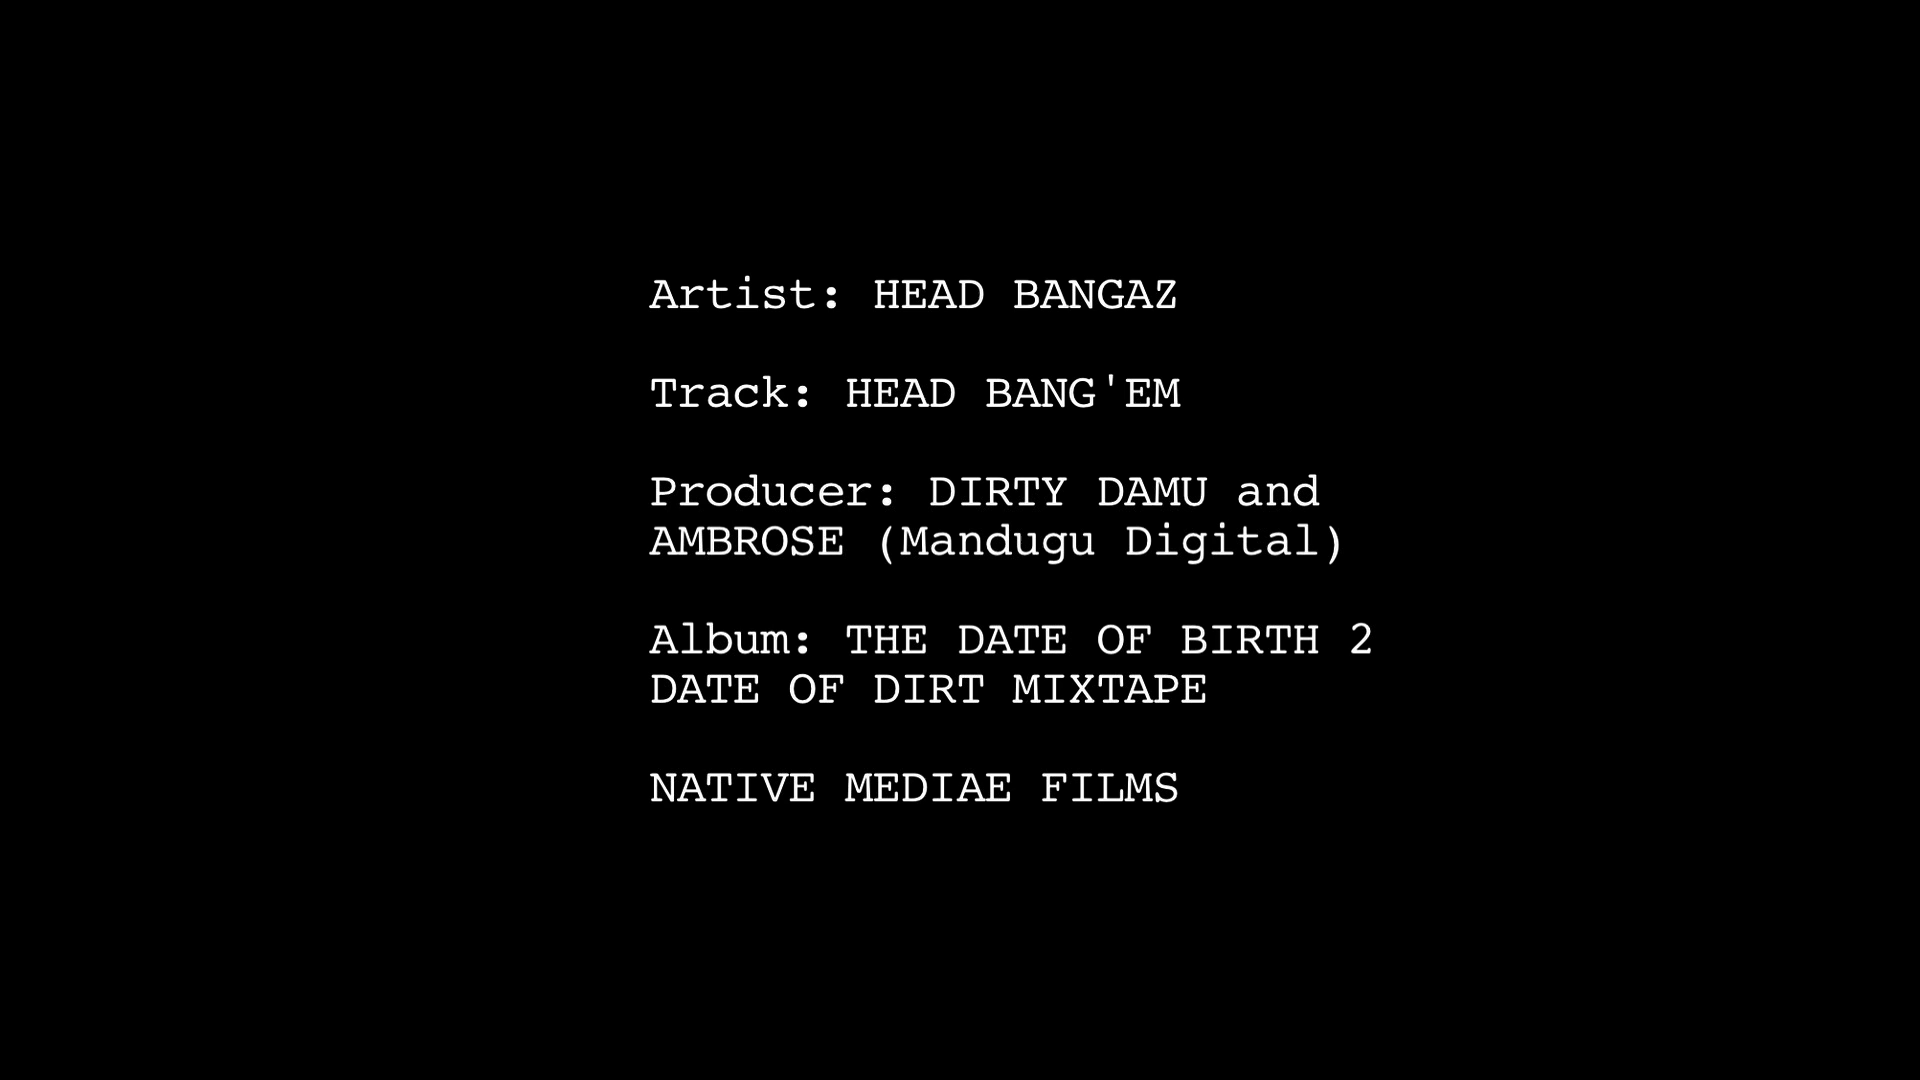 Artist: HEAD BANGAZ
Track: HEAD BANG'EM
Producer: DIRTY DAMU and
AMBROSE (Mandugu Digital)
Album: THE DATE OF BIRTH 2
DATE OF DIRT MIXTAPE
NATIVE MEDIAE FILMS